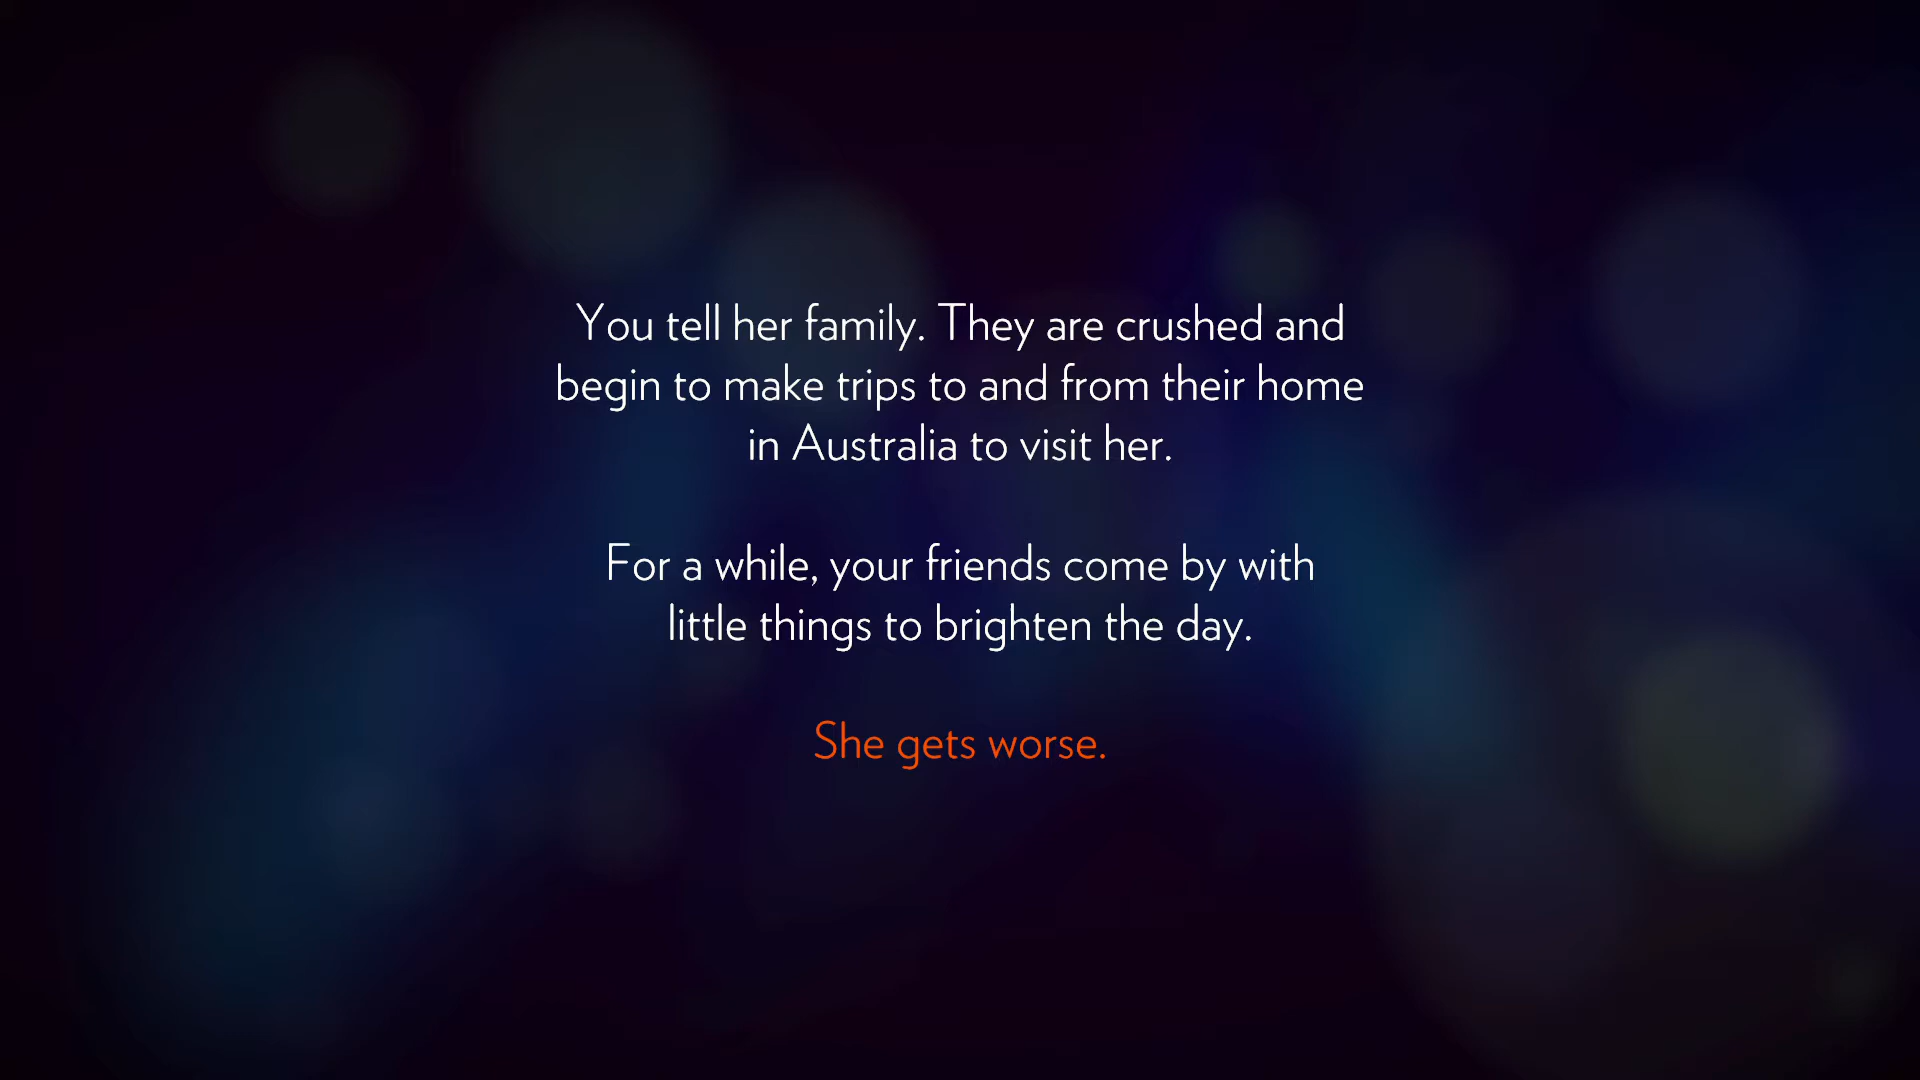 You tell her family. They are crushed and
begin to make trips to and from their home
in Australia to visit her.
For a while, your friends come by with
little things to brighten the day.
She gets worse.